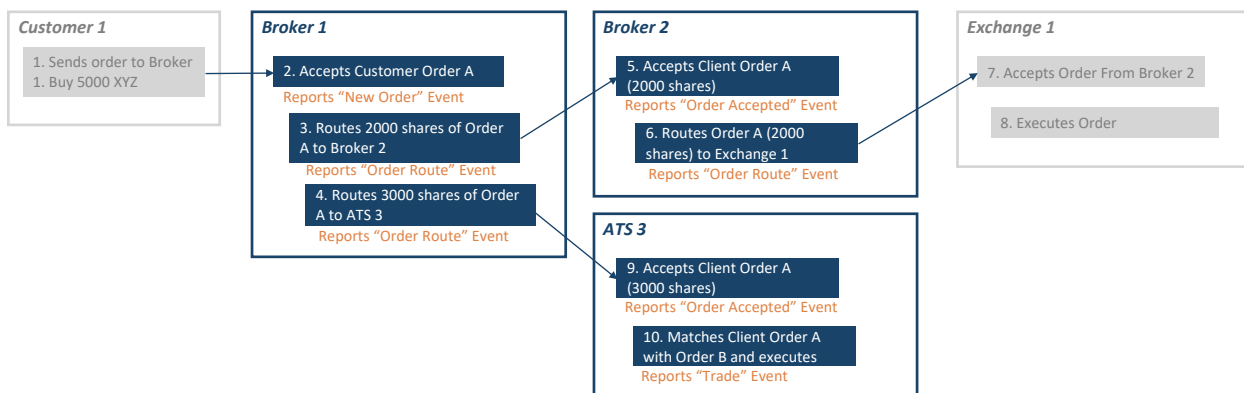 Customer 1
1. Sends order to Broker
1. Buy 5000 XYZ
Broker 1
2. Accepts Customer Order A
Reports “New Order” Event
3. Routes 2000 shares of Order
A to Broker 2
Reports “Order Route” Event
4. Routes 3000 shares of Order
A to ATS 3
Reports “Order Route” Event
Broker 2
5. Accepts Client Order A
(2000 shares)
Reports “Order Accepted” Event
6. Routes Order A (2000
shares) to Exchange 1
Reports “Order Route” Event
Exchange 1
7. Accepts Order From Broker 2
8. Executes Order
ATS 3
9. Accepts Client Order A
(3000 shares)
Reports “Order Accepted” Event
10. Matches Client Order A
with Order B and executes
Reports “Trade” Event